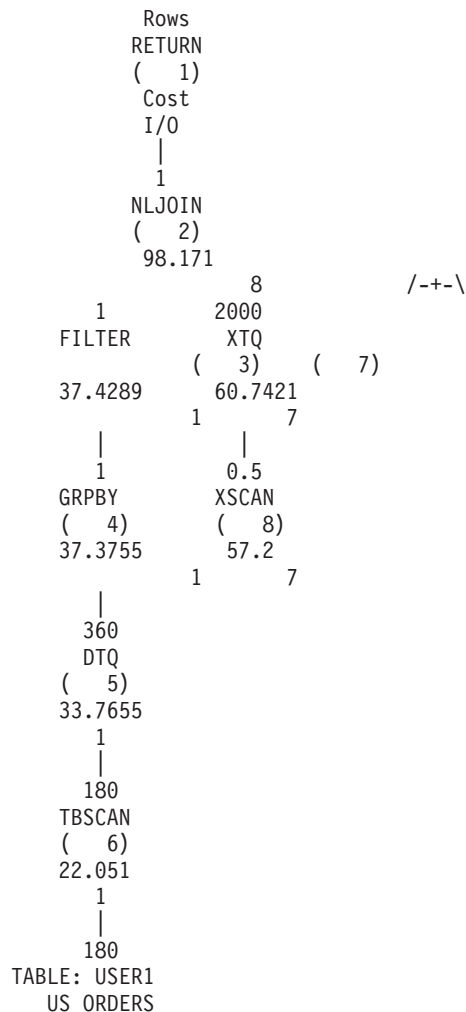 Rows
RETURN
(   1)
Cost
I/O
|
1
NLJOIN
(   2)
98.171
8                /-+-\
1          2000
FILTER        XTQ
(   3)     (   7)
37.4289       60.7421
1        7
|              |
1            0.5
GRPBY        XSCAN
(   4)       (   8)
37.3755       57.2
1        7
|
360
DTQ
(   5)
33.7655
1
|
180
TBSCAN
(   6)
22.051
1
|
180
TABLE: USER1
US ORDERS